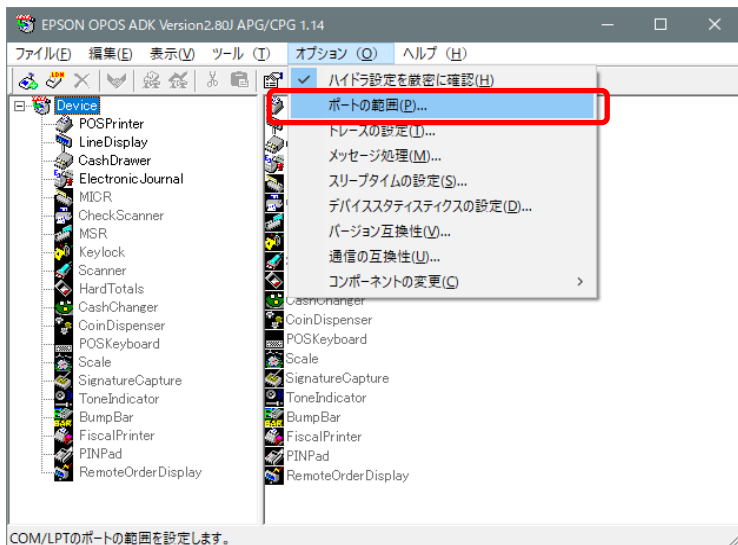 EPSON OPOS ADK Version2.80J APG/CPG 1.14
ファイル(F) 編集(E) 表示(V) ツール (T) オプション (O) ヘルプ (H)
Device
POSPrinter
LineDisplay
CashDrawer
ElectronicJournal
MICR
CheckScanner
MSR
Keylock
Scanner
HardTotals
CashChanger
CoinDispenser
POSKeyboard
Scale
SignatureCapture
ToneIndicator
BumpBar
FiscalPrinter
PINPad
RemoteOrderDisplay
ハイドラ設定を厳密に確認(H)
ポートの範囲(P)...
トレースの設定(T)...
メッセージ処理(M)...
スリープタイムの設定(S)...
デバイススタティスティクスの設定(D)...
バージョン互換性(V)...
通信の互換性(U)...
コンポーネントの変更(C)
CashChanger
CoinDispenser
POSKeyboard
Scale
SignatureCapture
ToneIndicator
BumpBar
FiscalPrinter
PINPad
RemoteOrderDisplay
COM/LPTのポートの範囲を設定します。